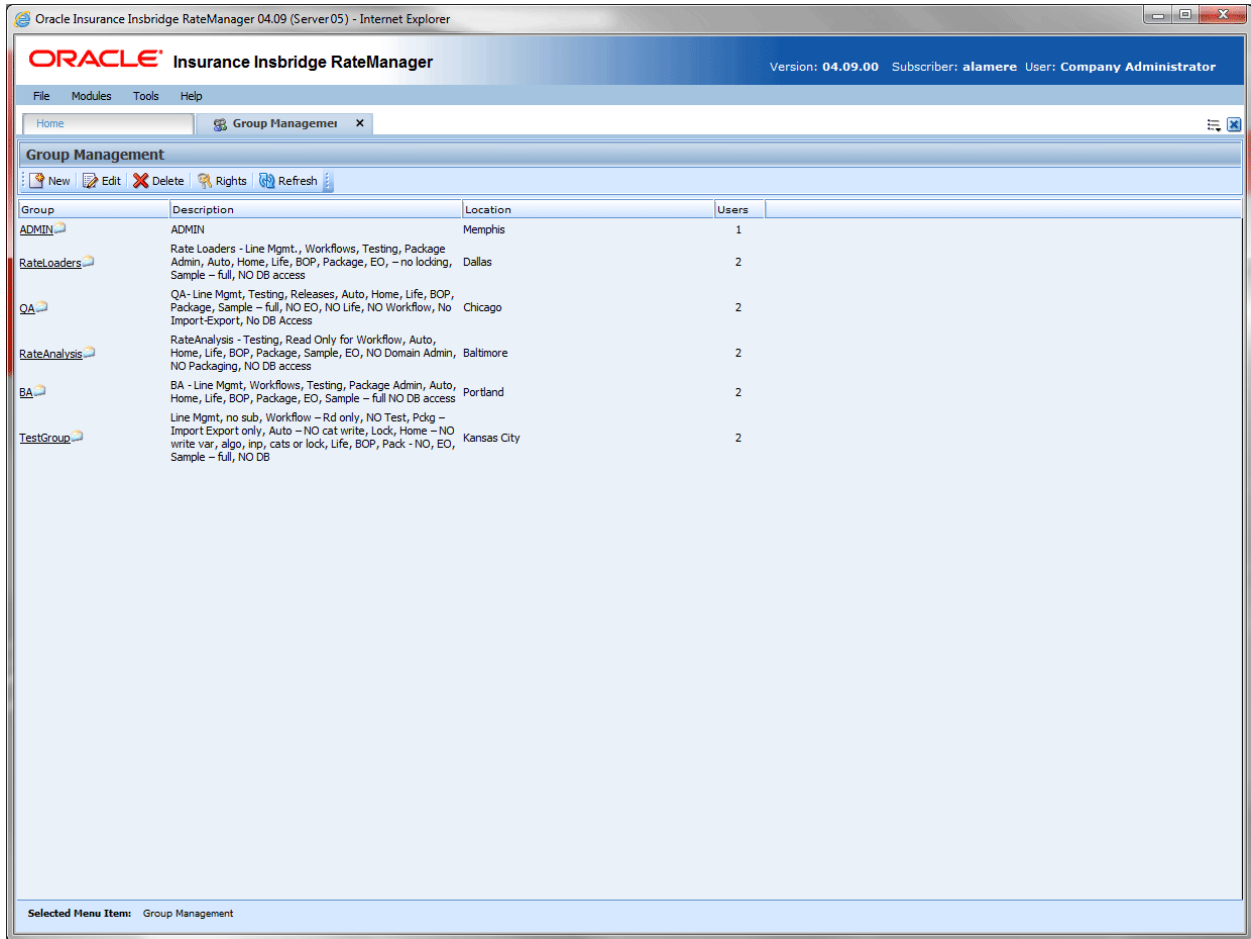 Oracle Insurance Insbridge RateManager 04.09 (Server05) - Internet Explorer
ORACLE Insurance Insbridge RateManager
Version: 04.09.00 Subscriber: alamere User: Company Administrator
File Modules Tools Help
Home Group Managemer
Group Management
New Edit Delete Rights Refresh
Group Description Location Users
ADMIN ADMIN Memphis 1
Rate Loaders - Line Mgmt., Workflows, Testing, Package
RateLoaders Admin, Auto, Home, Life, BOP, Package, EO, – no locking, Dallas 2
Sample – full, NO DB access
QA- Line Mgmt, Testing, Releases, Auto, Home, Life, BOP,
QA Package, Sample – full, NO EO, NO Life, NO Workflow, No Chicago 2
Import-Export, No DB Access
RateAnalysis - Testing, Read Only for Workflow, Auto,
RateAnalysis Home, Life, BOP, Package, Sample, EO, NO Domain Admin, Baltimore 2
NO Packaging, NO DB access
BA BA - Line Mgmt, Workflows, Testing, Package Admin, Auto, Portland 2
Home, Life, BOP, Package, EO, Sample – full NO DB access
Line Mgmt, no sub, Workflow – Rd only, NO Test, Pckg –
TestGroup Import Export only, Auto – NO cat write, Lock, Home – NO Kansas City 2
write var, algo, inp, cats or lock, Life, BOP, Pack - NO, EO,
Sample – full, NO DB
Selected Menu Item: Group Management